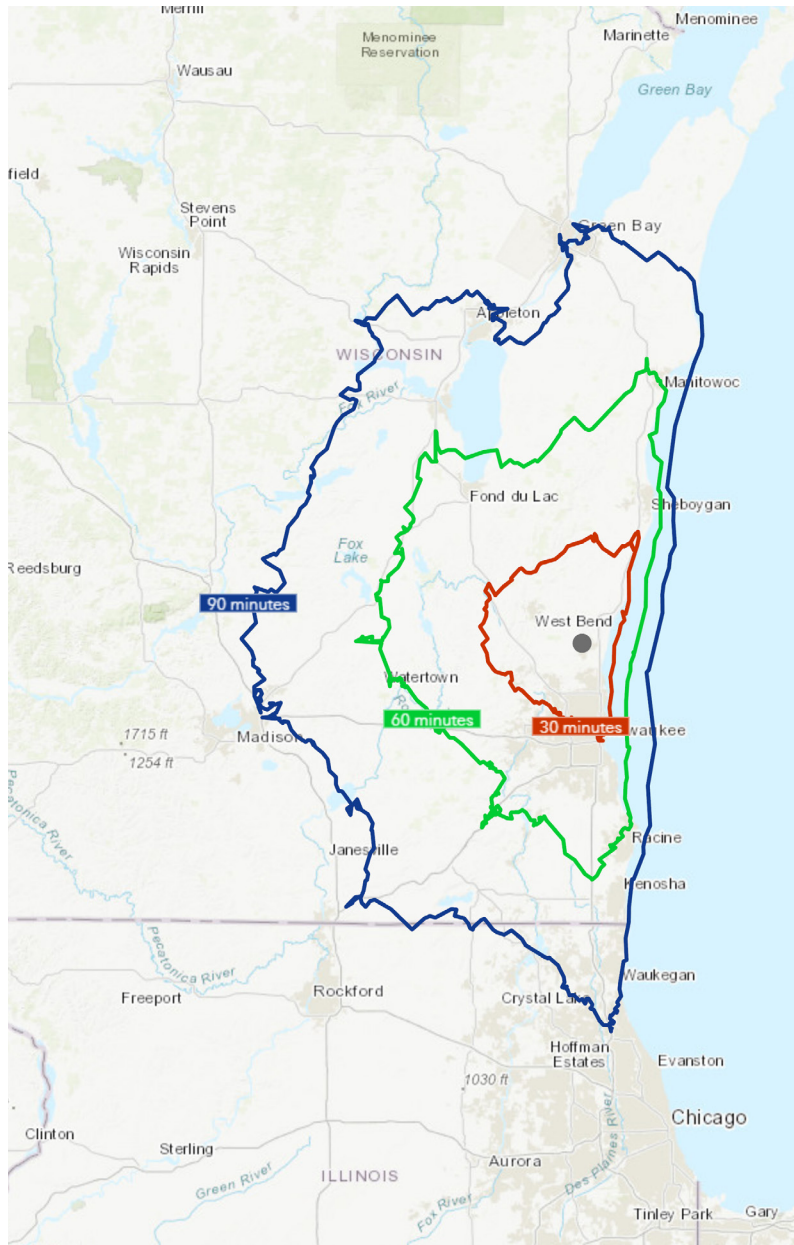 Menominee
Marinette
Menominee
Reservation
Wausau
Green Bay
field
Stevens
Point
Green Bay
Wisconsin
Rapids
Appleton
WISCONSIN
Manitowoc
Fox River
Fond du Lac
Sheboygan
Fox
Lake
Reedsburg
90 minutes
West Bend
Watertown
60 minutes
30 minutes
waukee
1715 ft
Madison
1254 ft
Pecatonica River
Racine
Janesville
Kenosha
Pecatonica River
Waukegan
Rockford
Freeport
Crystal Lake
Hoffman
Estates
Evanston
1030 ft
Chicago
Clinton
Sterling
Aurora
Des Plaines River
ILLINOIS
Green River
Fox River
Tinley Park
Gary